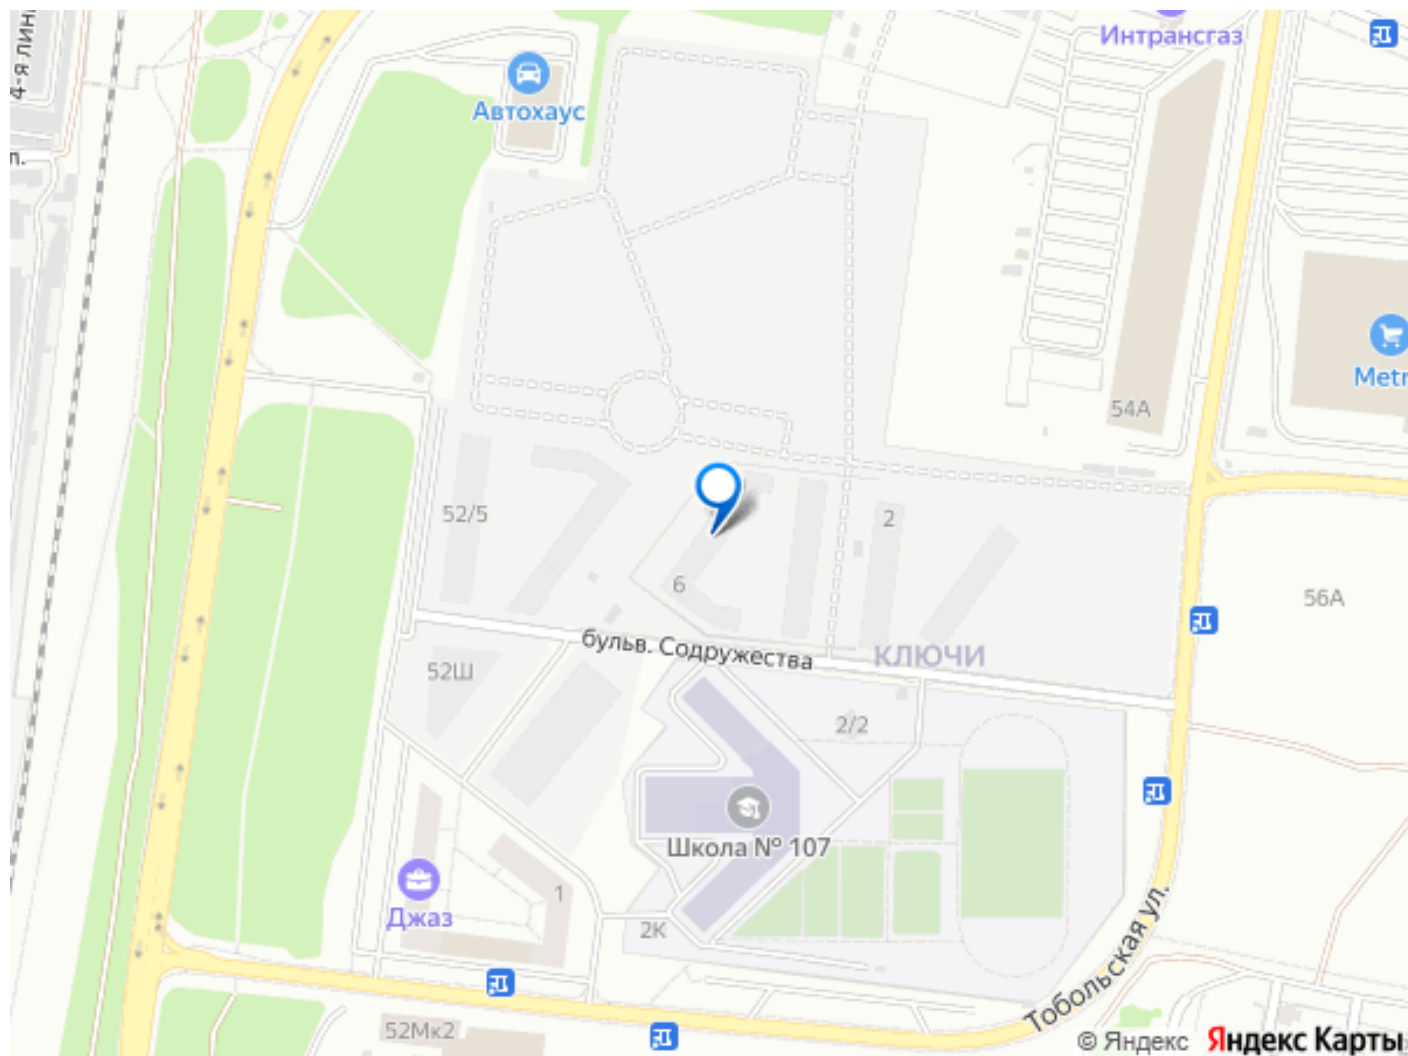 4-я лин
л.
Автохаус
Интрансгаз
Metr
54А
52/5
2
6
56А
бульв. Содружества
КЛЮЧИ
52Ш
2/2
Школа № 107
Джаз
1
2К
Тобольская ул.
52Мк2
© Яндекс Яндекс Карты